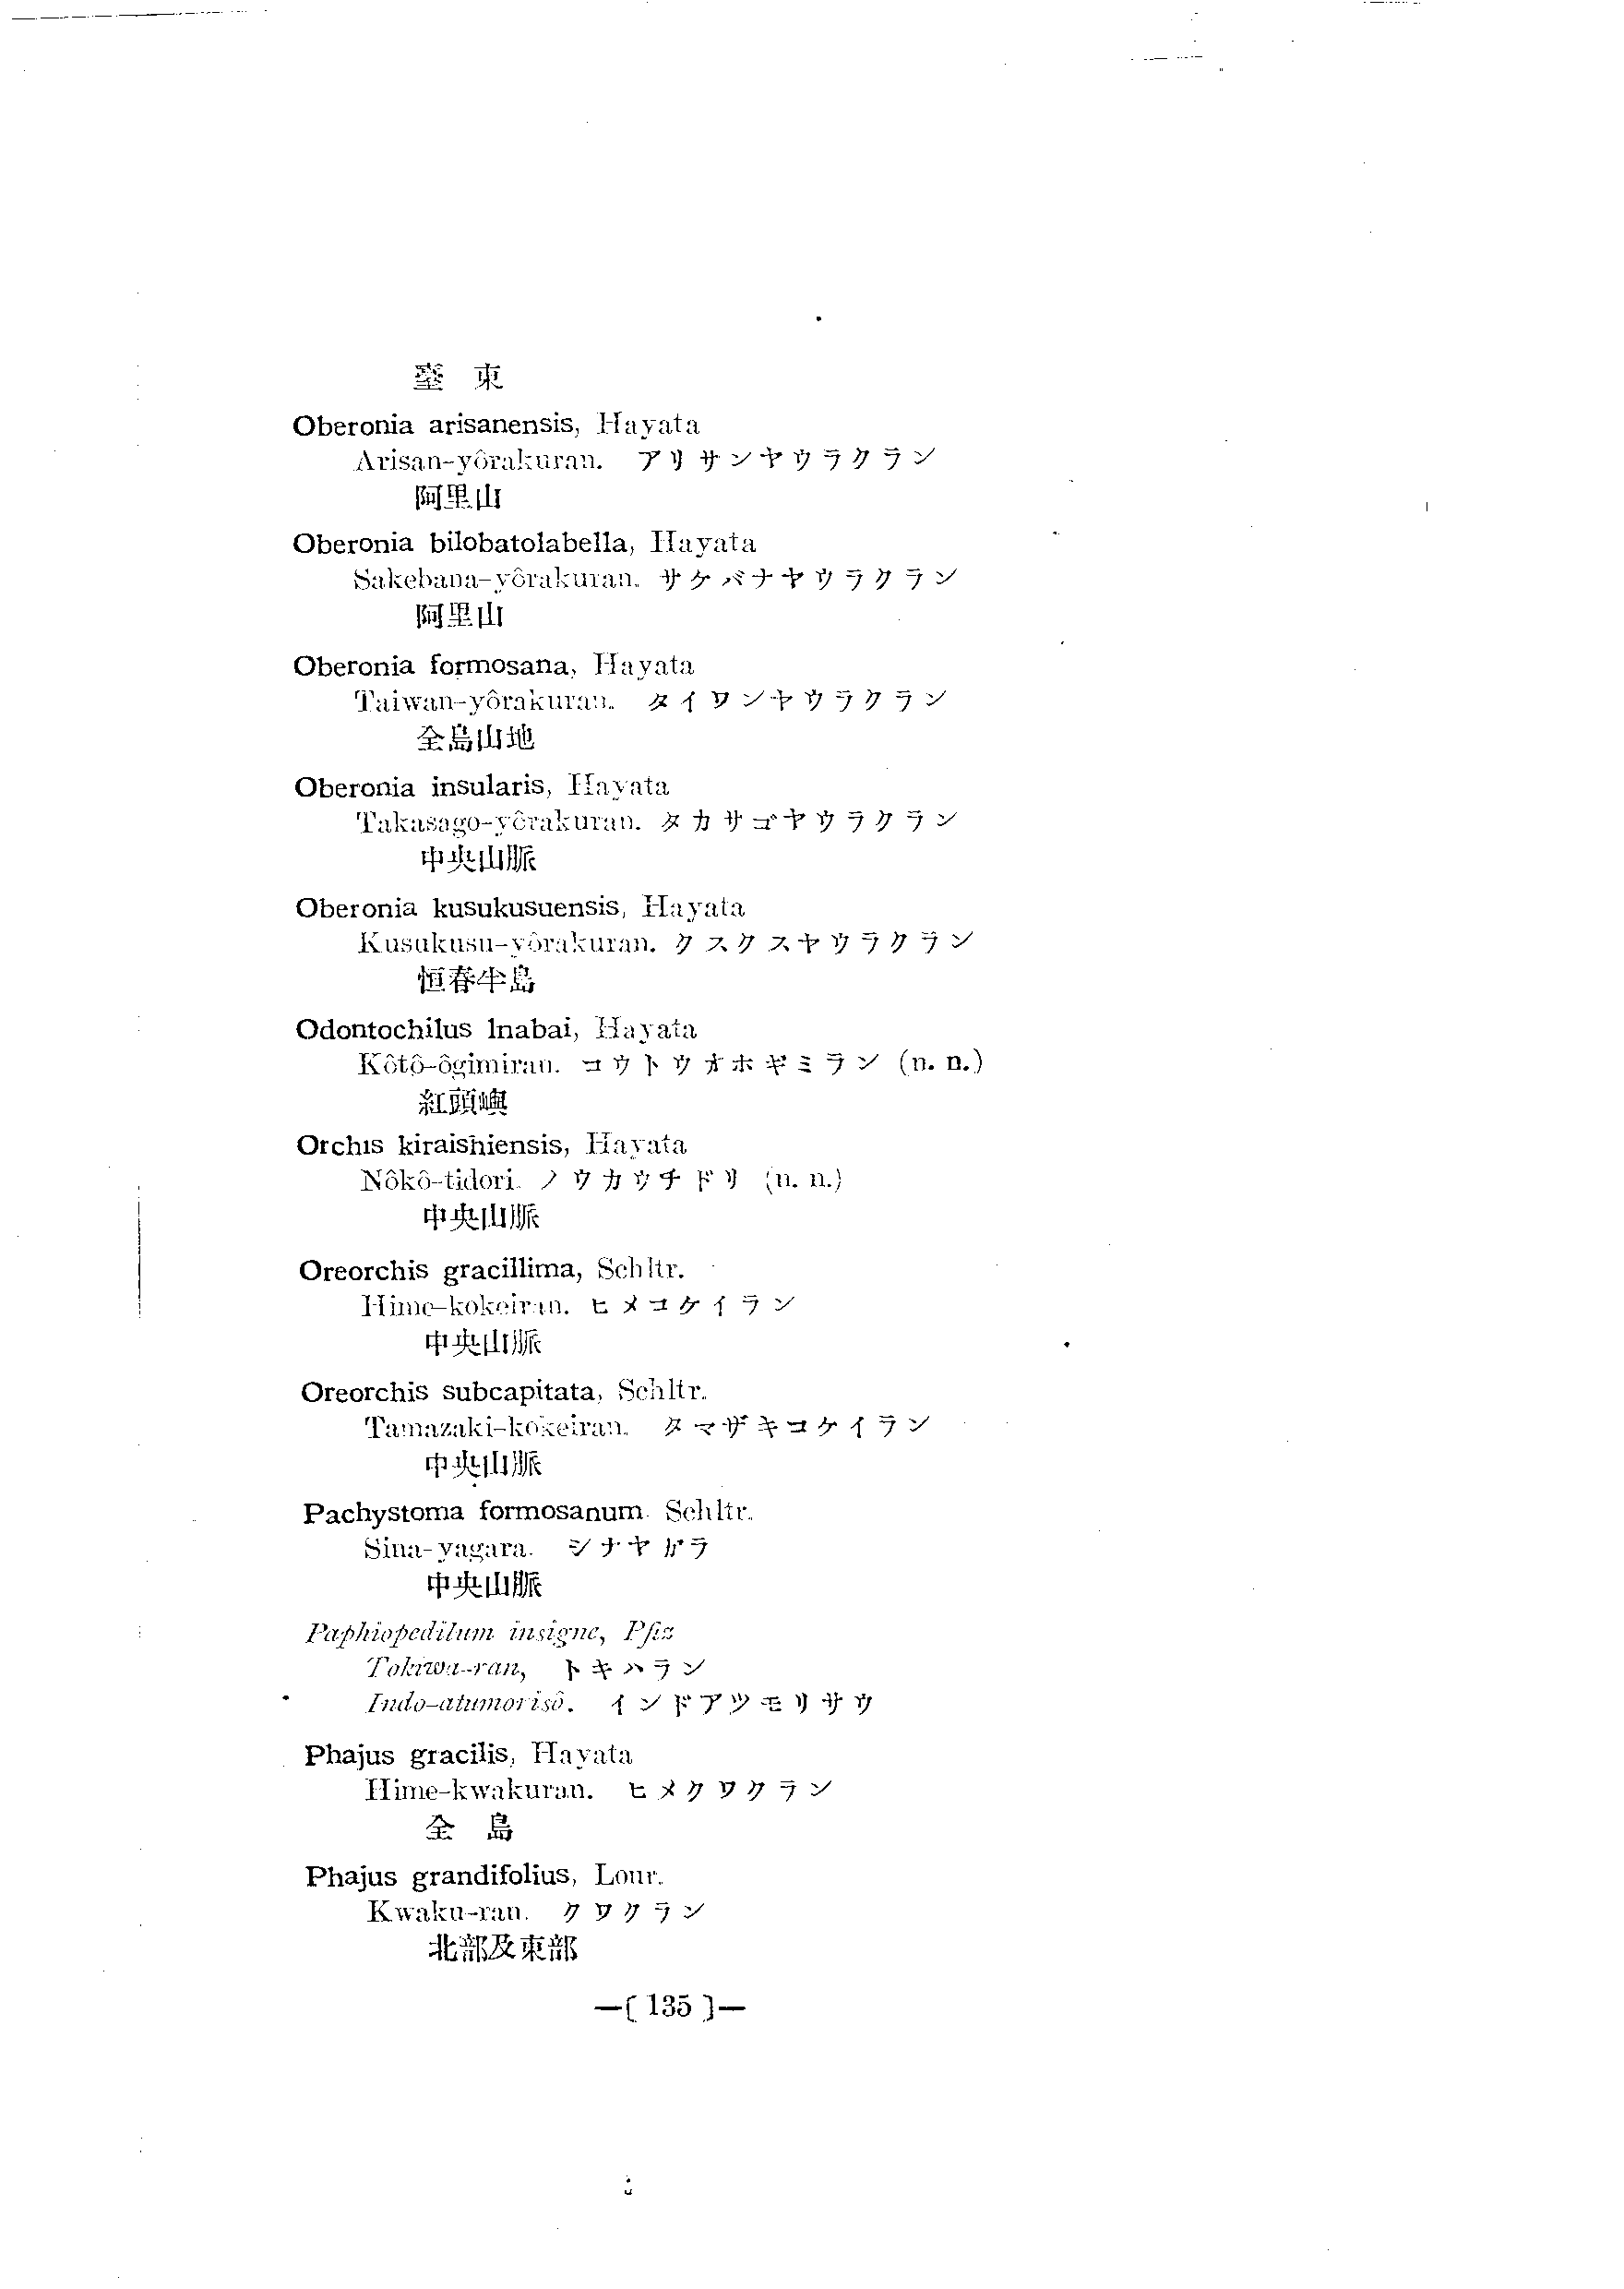 臺東
Oberonia arisanensis, Hayata
Arisan-yôrakuran. アリサンヤウラクラン
阿里山
Oberonia bilobatolabella, Hayata
Sakebana-yôrakuran. サケバナヤウラクラン
阿里山
Oberonia formosana, Hayata
Taiwan-yôrakuran. タイワンヤウラクラン
全島山地
Oberonia insularis, Hayata
Takasago-yôrakuran. タカサゴヤウラクラン
中央山脈
Oberonia kusukusuensis, Hayata
Kusukusu-yôrakuran. クスクスヤウラクラン
恒春半島
Odontochilus Inabai, Hayata
Kôtô-ôgimiran. コウトウオホギミラン (n. n.)
紅頭嶼
Orchis kiraishiensis, Hayata
Nôkô-tidori. ノウカウチドリ (n. n.)
中央山脈
Oreorchis gracillima, Schltr.
Hime-kokeiran. ヒメコケイラン
中央山脈
Oreorchis subcapitata, Schltr.
Tamazaki-kokeiran. タマザキコケイラン
中央山脈
Pachystoma formosanum. Schltr.
Sina-yagara. シナヤガラ
中央山脈
Paphiopedilum insigne, Pfiz
Tokiwa-ran, トキハラン
Indo-atumorisô. インドアツモリサウ
Phajus gracilis, Hayata
Hime-kwakuran. ヒメクワクラン
全島
Phajus grandifolius, Lour.
Kwaku-ran. クワクラン
北部及東部
—[ 135 ]—